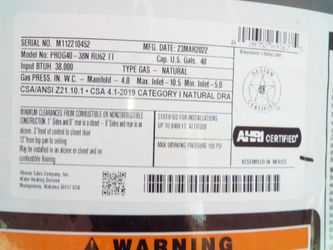 SERIAL NO. M112210452
MFG. DATE: 23MAR2022
MODEL NO. PROG40-38N RU62 TT
Cap. U.S. Gals. 40
Input BTUH 38,000
TYPE GAS - NATURAL
Gas PRESS. IN. W.C. - Manifold - 4.0 Max. Inlet - 10.5 Min. Inlet - 5.0
CSA/ANSI Z21.10.1 • CSA 4.1-2019 CATEGORY I NATURAL DRA
MINIMUM CLEARANCES FROM COMBUSTIBLE OR NONCOMBUSTIBLE
CONSTRUCTION: 1" sides & 0" rear on a closet - 0" Sides and rear in an alcove.
3" front of control to closet door
12" from top pan to ceiling
May be installed in an alcove or closet and on
combustible flooring.
CERTIFIED FOR INSTALLATIONS
UP TO 8400 FT. ALTITUDE
MAX WORKING PRESSURE 150 PSI
DESIGN
CERTIFIED
AHRI CERTIFIED
ASSEMBLED IN MEXICO
Rheem Sales Company, Inc.
Water Heating Division
Montgomery, Alabama 36117 USA
WARNING